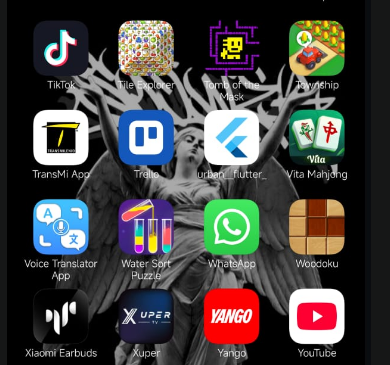 TikTok
Tile Explorer
Tomb of the
Mask
Township
TRANSMI APP
TransMi App
Trello
urban_flutter_
Vita
Vita Mahjong
Voice Translator
App
Water Sort
Puzzle
WhatsApp
Woodoku
XUPER
TV
YANGO
Xiaomi Earbuds
Xuper
Yango
YouTube